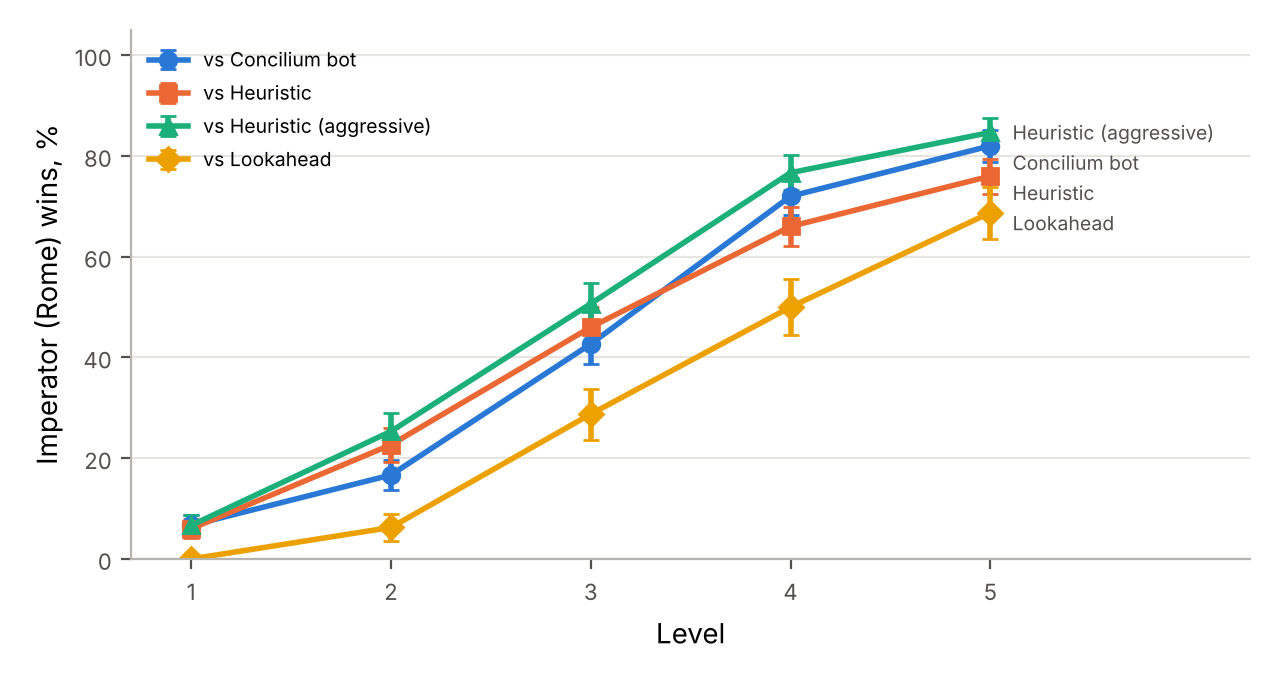 vs Concilium bot
vs Heuristic
vs Heuristic (aggressive)
vs Lookahead
Imperator (Rome) wins, %
100
80
60
40
20
0
Heuristic (aggressive)
Concilium bot
Heuristic
Lookahead
1 2 3 4 5
Level